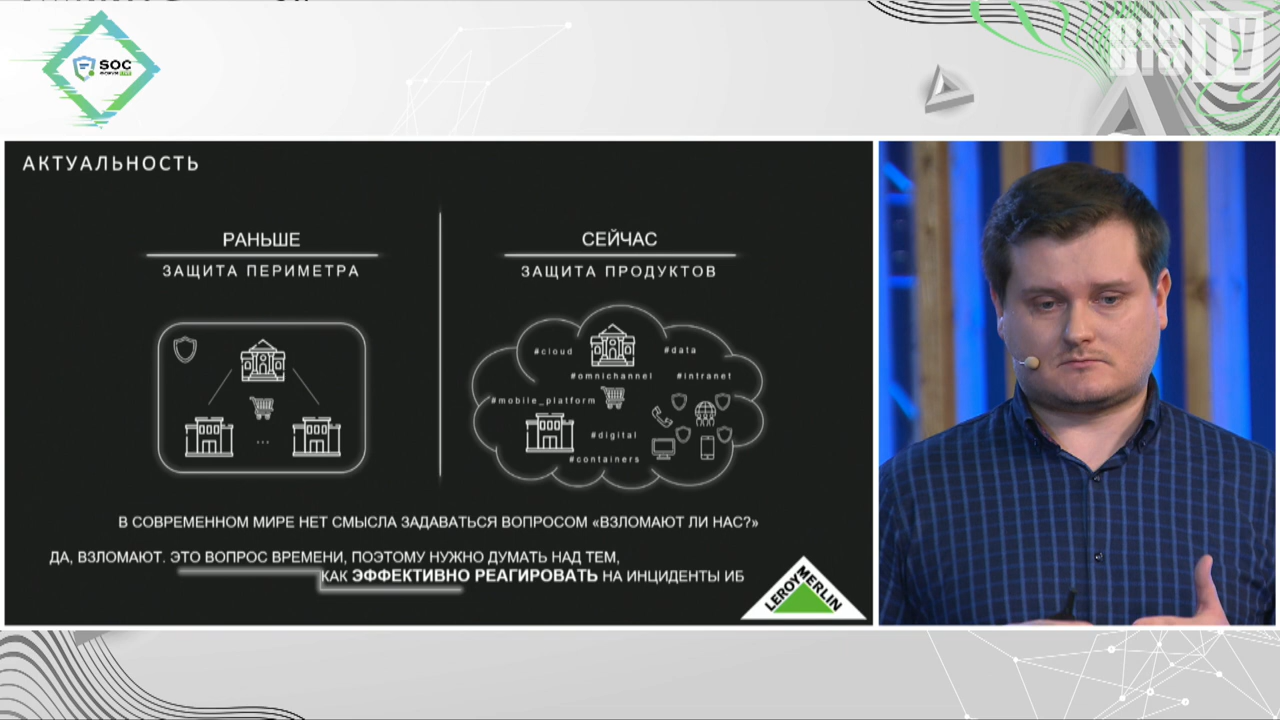 SOC
BIS TV
АКТУАЛЬНОСТЬ
РАНЬШЕ
ЗАЩИТА ПЕРИМЕТРА
...
СЕЙЧАС
ЗАЩИТА ПРОДУКТОВ
#cloud
#data
#omnichannel
#intranet
#mobile_platform
#digital
#containers
В СОВРЕМЕННОМ МИРЕ НЕТ СМЫСЛА ЗАДАВАТЬСЯ ВОПРОСОМ «ВЗЛОМАЮТ ЛИ НАС?»
ДА, ВЗЛОМАЮТ. ЭТО ВОПРОС ВРЕМЕНИ, ПОЭТОМУ НУЖНО ДУМАТЬ НАД ТЕМ,
КАК ЭФФЕКТИВНО РЕАГИРОВАТЬ НА ИНЦИДЕНТЫ ИБ
LEROY MERLIN